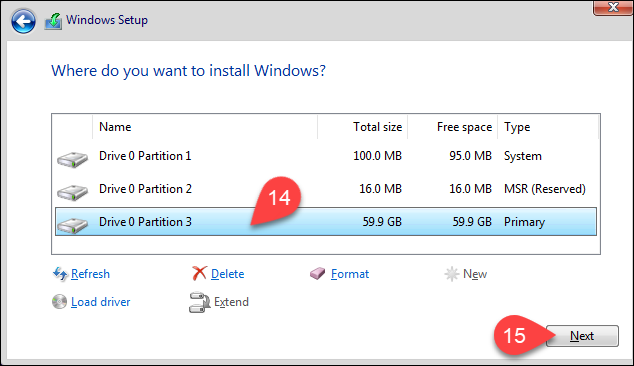 Windows Setup
Where do you want to install Windows?
Name Total size Free space Type
Drive 0 Partition 1 100.0 MB 95.0 MB System
Drive 0 Partition 2 16.0 MB 16.0 MB MSR (Reserved)
14
Drive 0 Partition 3 59.9 GB 59.9 GB Primary
Refresh Delete Format New
Load driver Extend
15 Next